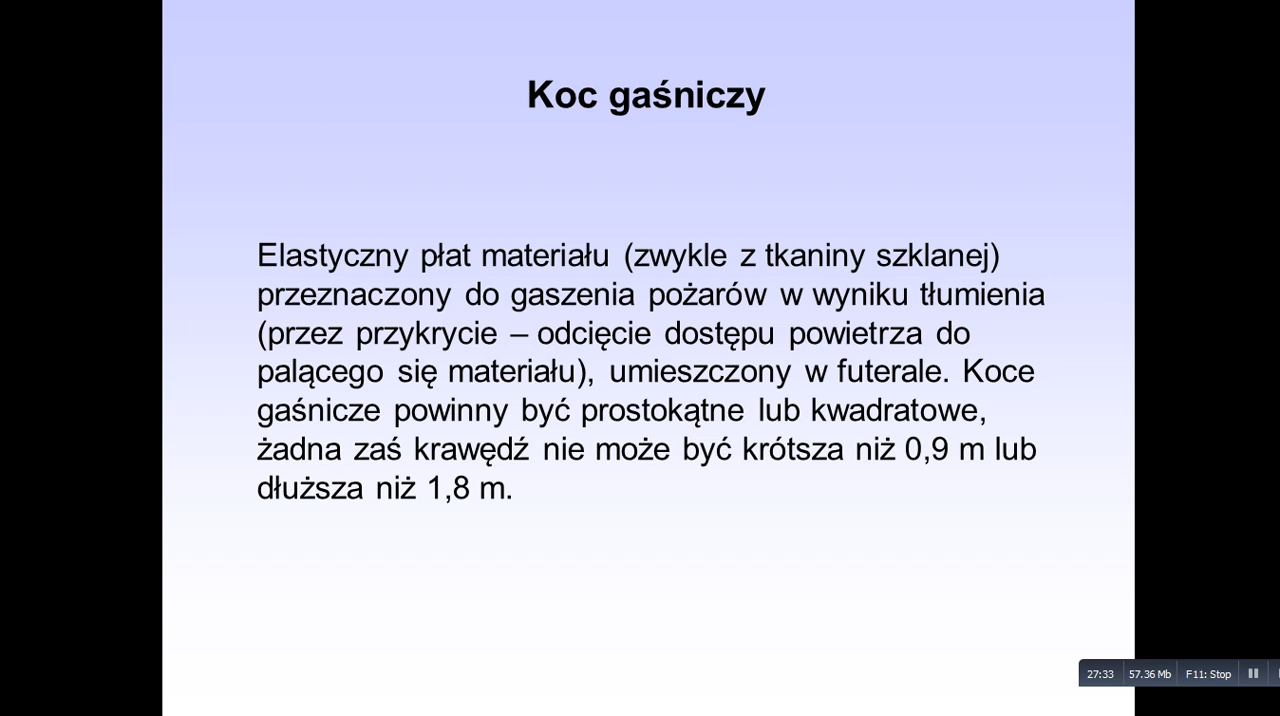 Koc gaśniczy
Elastyczny płat materiału (zwykle z tkaniny szklanej)
przeznaczony do gaszenia pożarów w wyniku tłumienia
(przez przykrycie – odcięcie dostępu powietrza do
palącego się materiału), umieszczony w futerale. Koce
gaśnicze powinny być prostokątne lub kwadratowe,
żadna zaś krawędź nie może być krótsza niż 0,9 m lub
dłuższa niż 1,8 m.
27:33 57.36 Mb F11: Stop